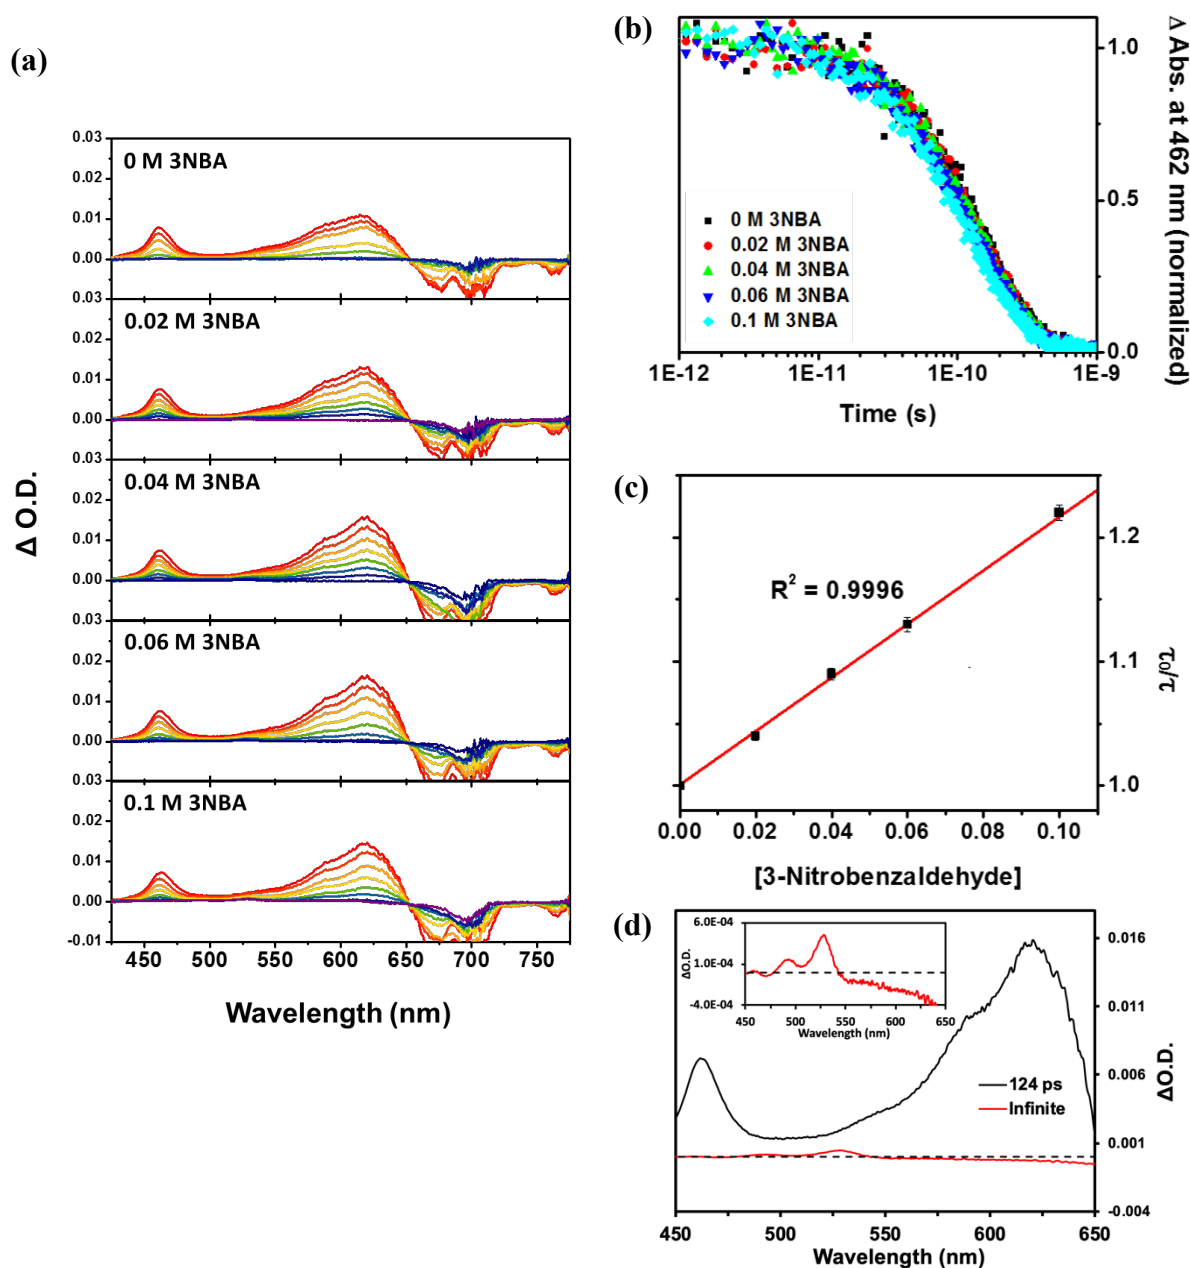 (a)
0.03
0 M 3NBA
0.02
0.01
0.00
0.03
0.02 M 3NBA
0.02
0.01
0.00
0.03
0.04 M 3NBA
0.02
0.01
0.00
0.03
0.06 M 3NBA
0.02
0.01
0.00
0.03
0.1 M 3NBA
0.02
0.01
0.00
-0.01
450 500 550 600 650 700 750
Wavelength (nm)
Δ O.D.
(b)
0 M 3NBA
0.02 M 3NBA
0.04 M 3NBA
0.06 M 3NBA
0.1 M 3NBA
1.0
0.5
0.0
1E-12 1E-11 1E-10 1E-9
Time (s)
Δ Abs. at 462 nm (normalized)
(c)
R² = 0.9996
1.2
1.1
1.0
0.00 0.02 0.04 0.06 0.08 0.10
[3-Nitrobenzaldehyde]
τ₀/τ
(d)
6.0E-04
1.0E-04
-4.0E-04
ΔO.D.
450 500 550 600 650
Wavelength (nm)
124 ps
Infinite
0.016
0.011
0.006
0.001
-0.004
ΔO.D.
450 500 550 600 650
Wavelength (nm)